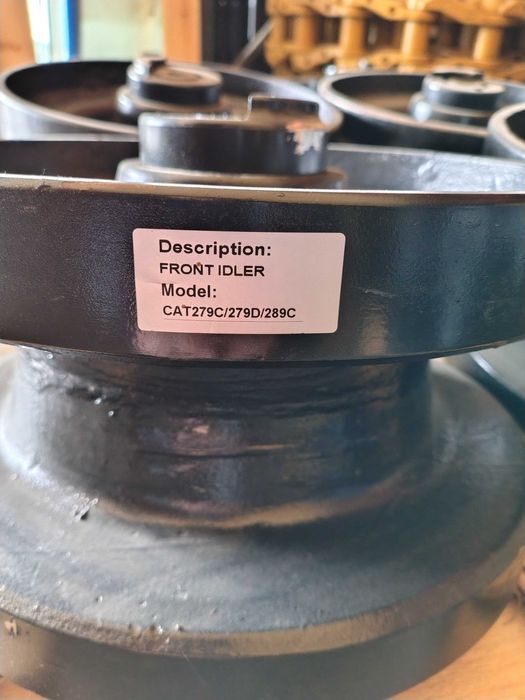 Description:
FRONT IDLER
Model:
CAT279C/279D/289C